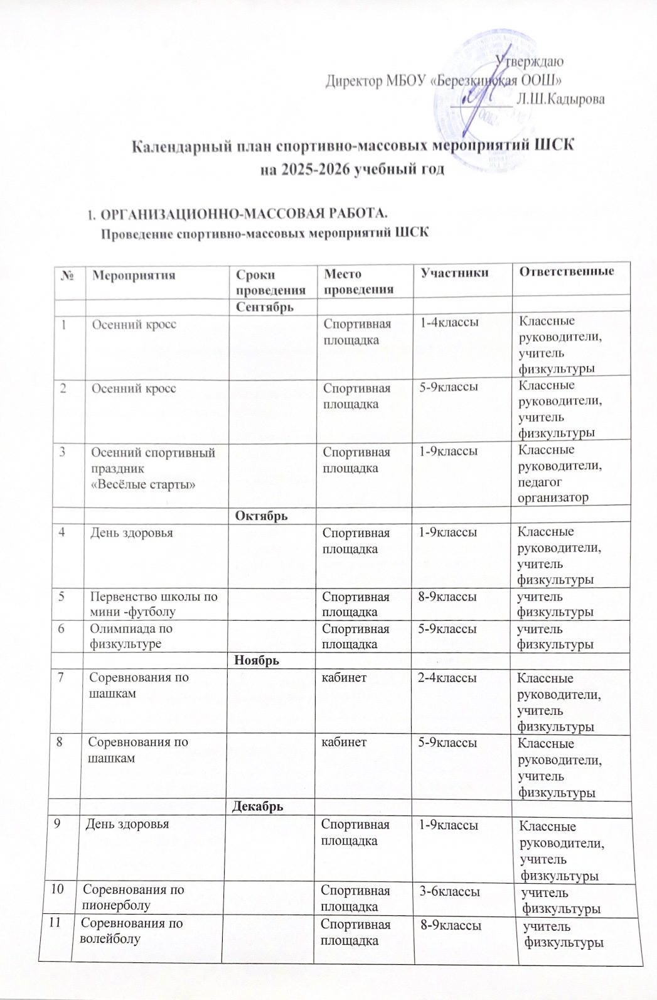 Утверждаю
Директор МБОУ «Березкинская ООШ»
Л.Ш.Кадырова
Календарный план спортивно-массовых мероприятий ШСК
на 2025-2026 учебный год
1. ОРГАНИЗАЦИОННО-МАССОВАЯ РАБОТА.
Проведение спортивно-массовых мероприятий ШСК
№ Мероприятия Сроки Место Участники Ответственные
проведения проведения
Сентябрь
1 Осенний кросс Спортивная 1-4классы Классные
площадка руководители,
учитель
физкультуры
2 Осенний кросс Спортивная 5-9классы Классные
площадка руководители,
учитель
физкультуры
3 Осенний спортивный Спортивная 1-9классы Классные
праздник площадка руководители,
«Весёлые старты» педагог
организатор
Октябрь
4 День здоровья Спортивная 1-9классы Классные
площадка руководители,
учитель
физкультуры
5 Первенство школы по Спортивная 8-9классы учитель
мини -футболу площадка физкультуры
6 Олимпиада по Спортивная 5-9классы учитель
физкультуре площадка физкультуры
Ноябрь
7 Соревнования по кабинет 2-4классы Классные
шашкам руководители,
учитель
физкультуры
8 Соревнования по кабинет 5-9классы Классные
шашкам руководители,
учитель
физкультуры
Декабрь
9 День здоровья Спортивная 1-9классы Классные
площадка руководители,
учитель
физкультуры
10 Соревнования по Спортивная 3-6классы учитель
пионерболу площадка физкультуры
11 Соревнования по Спортивная 8-9классы учитель
волейболу площадка физкультуры